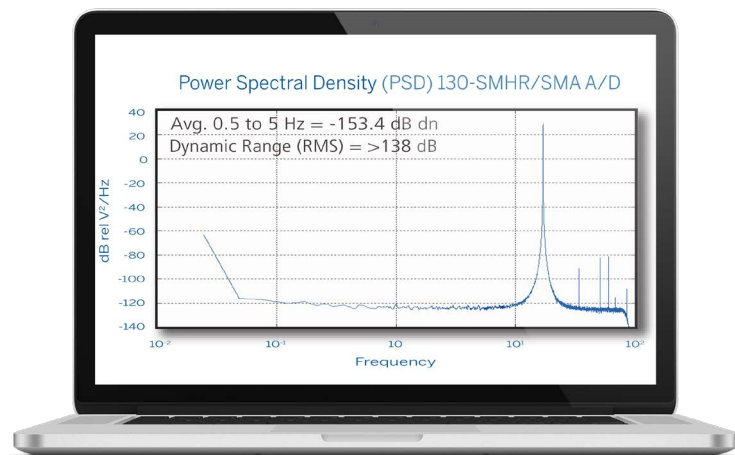 Power Spectral Density (PSD) 130-SMHR/SMA A/D
Avg. 0.5 to 5 Hz = -153.4 dB dn
Dynamic Range (RMS) = >138 dB
dB rel V²/Hz
40
20
0
-20
-40
-60
-80
-100
-120
-140
10⁻² 10⁻¹ 10 10¹ 10²
Frequency